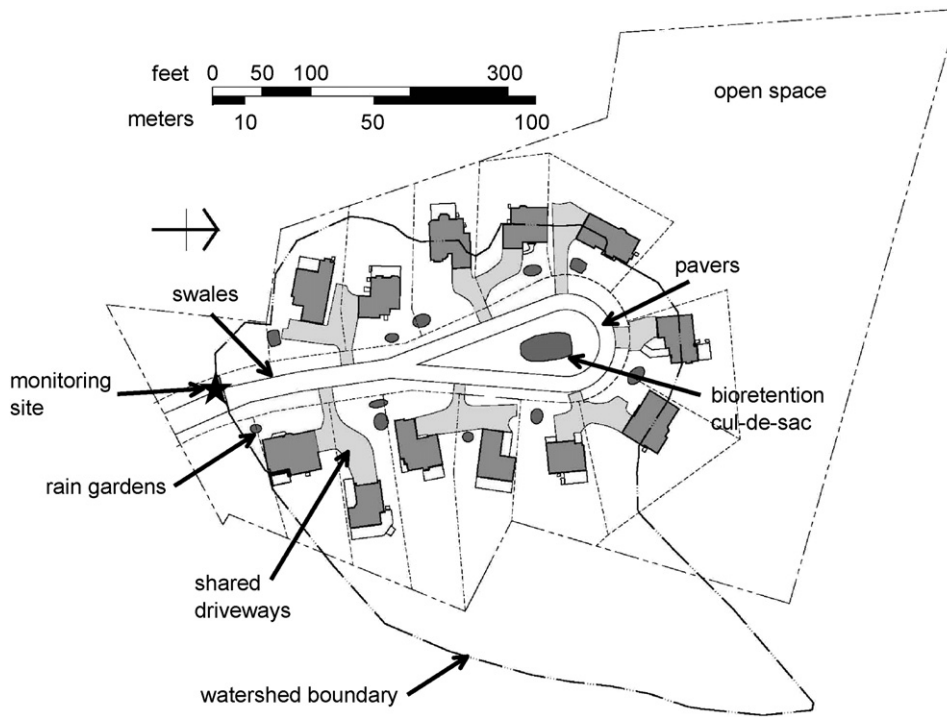 feet 0 50 100 300
meters 10 50 100
open space
pavers
swales
monitoring
site
bioretention
cul-de-sac
rain gardens
shared
driveways
watershed boundary